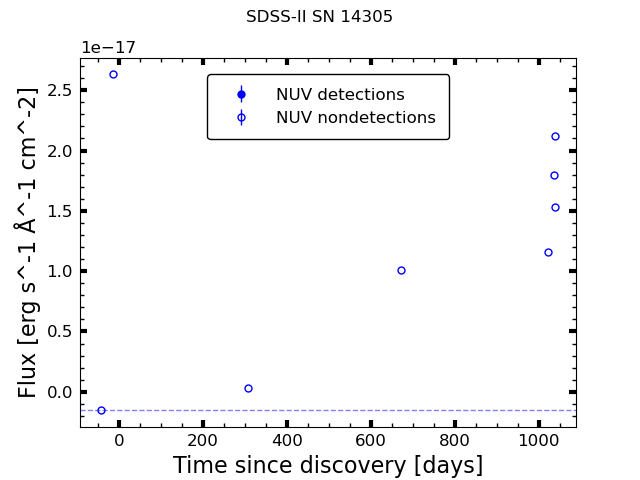 SDSS-II SN 14305
1e−17
NUV detections
NUV nondetections
2.5
2.0
1.5
1.0
0.5
0.0
Flux [erg s^-1 Å^-1 cm^-2]
0 200 400 600 800 1000
Time since discovery [days]